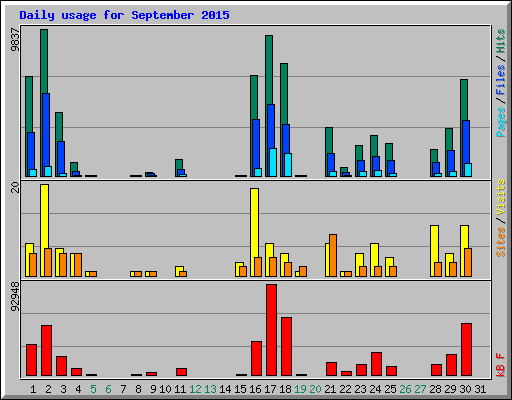 Daily usage for September 2015
9837
Pages / Files / Hits
20
Sites / Visits
92948
kB F
1 2 3 4 5 6 7 8 9 10 11 12 13 14 15 16 17 18 19 20 21 22 23 24 25 26 27 28 29 30 31